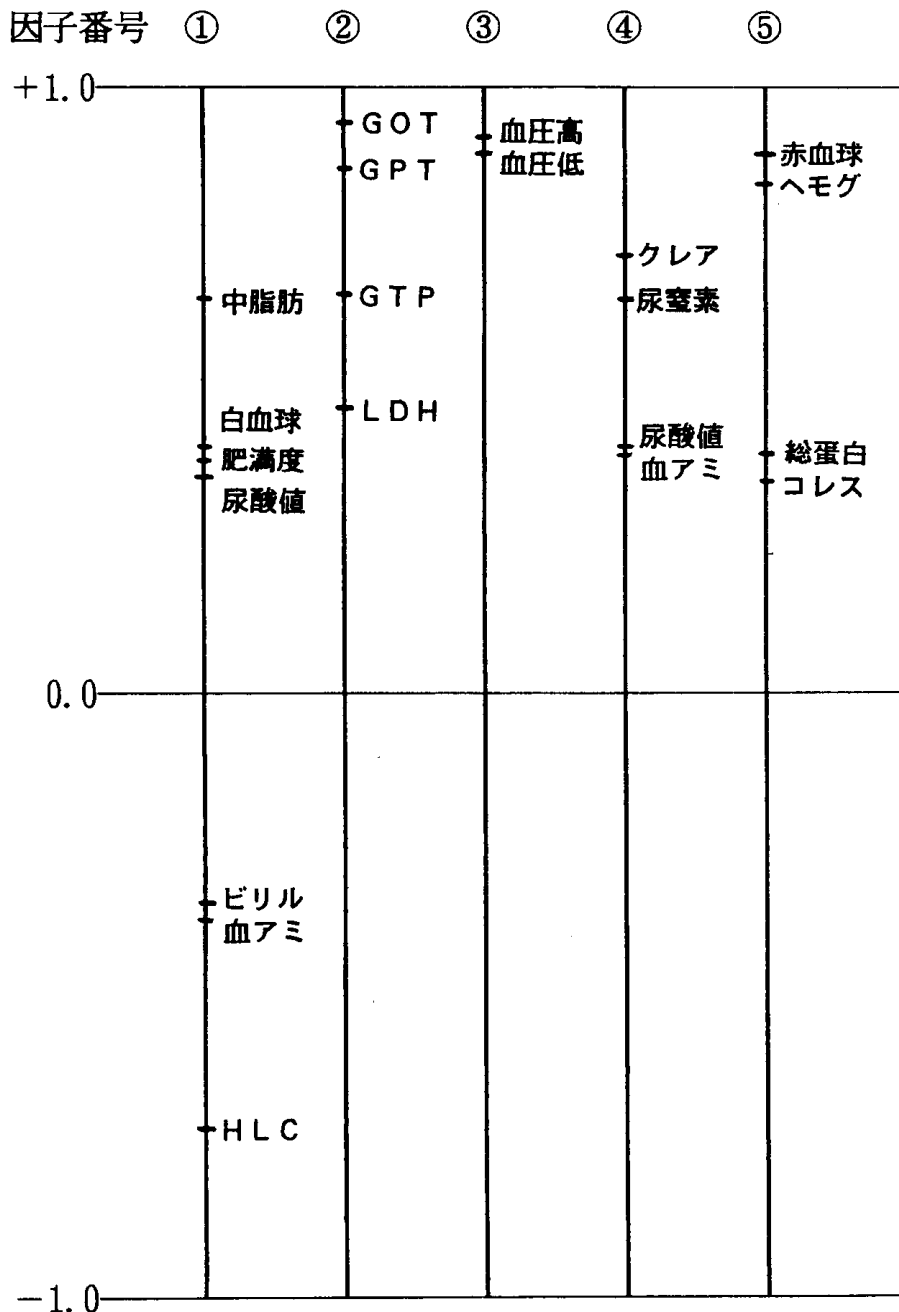 因子番号 ① ② ③ ④ ⑤
+1.0
GOT
血圧高
血圧低
赤血球
GPT
ヘモグ
クレア
中脂肪
GTP
尿窒素
白血球
LDH
尿酸値
肥満度
血アミ
総蛋白
コレス
尿酸値
0.0
ビリル
血アミ
HLC
-1.0